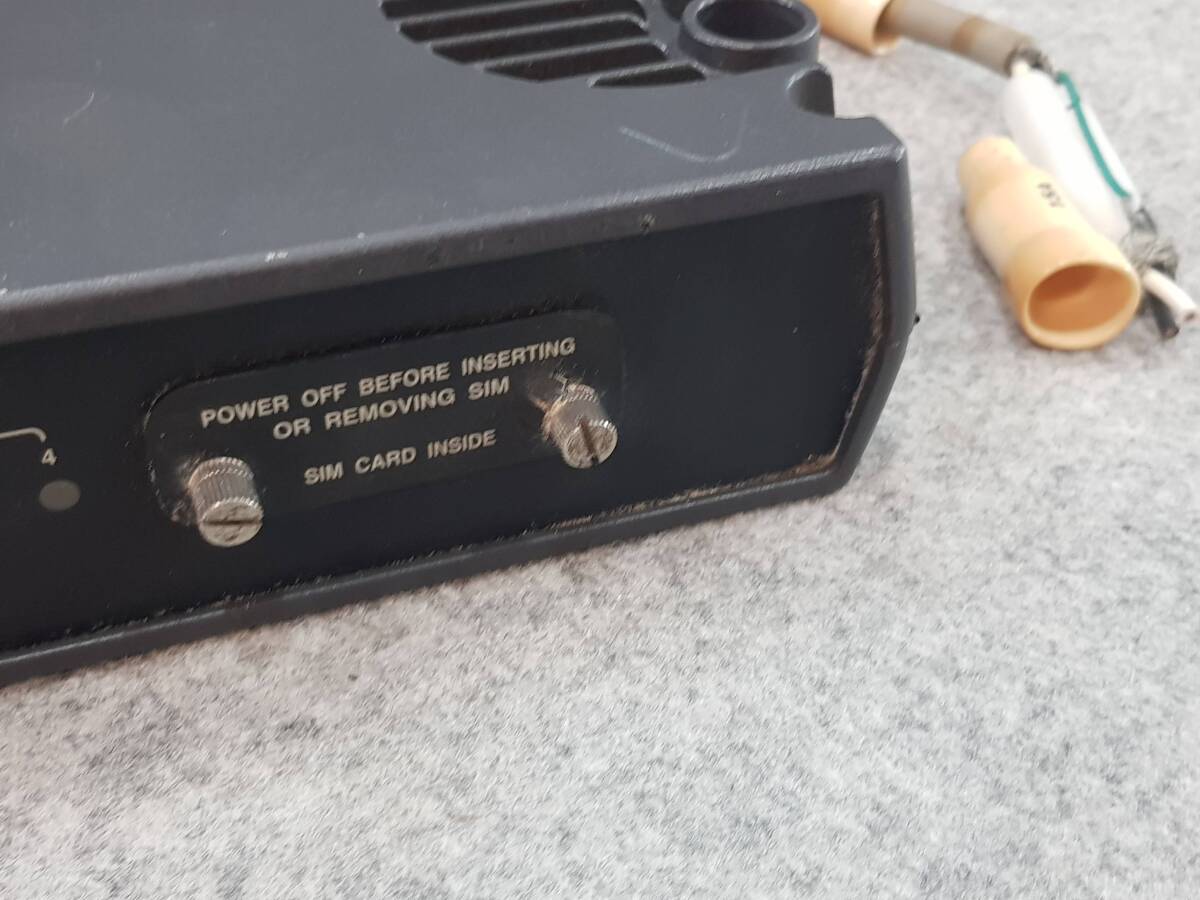 POWER OFF BEFORE INSERTING
OR REMOVING SIM
SIM CARD INSIDE
4